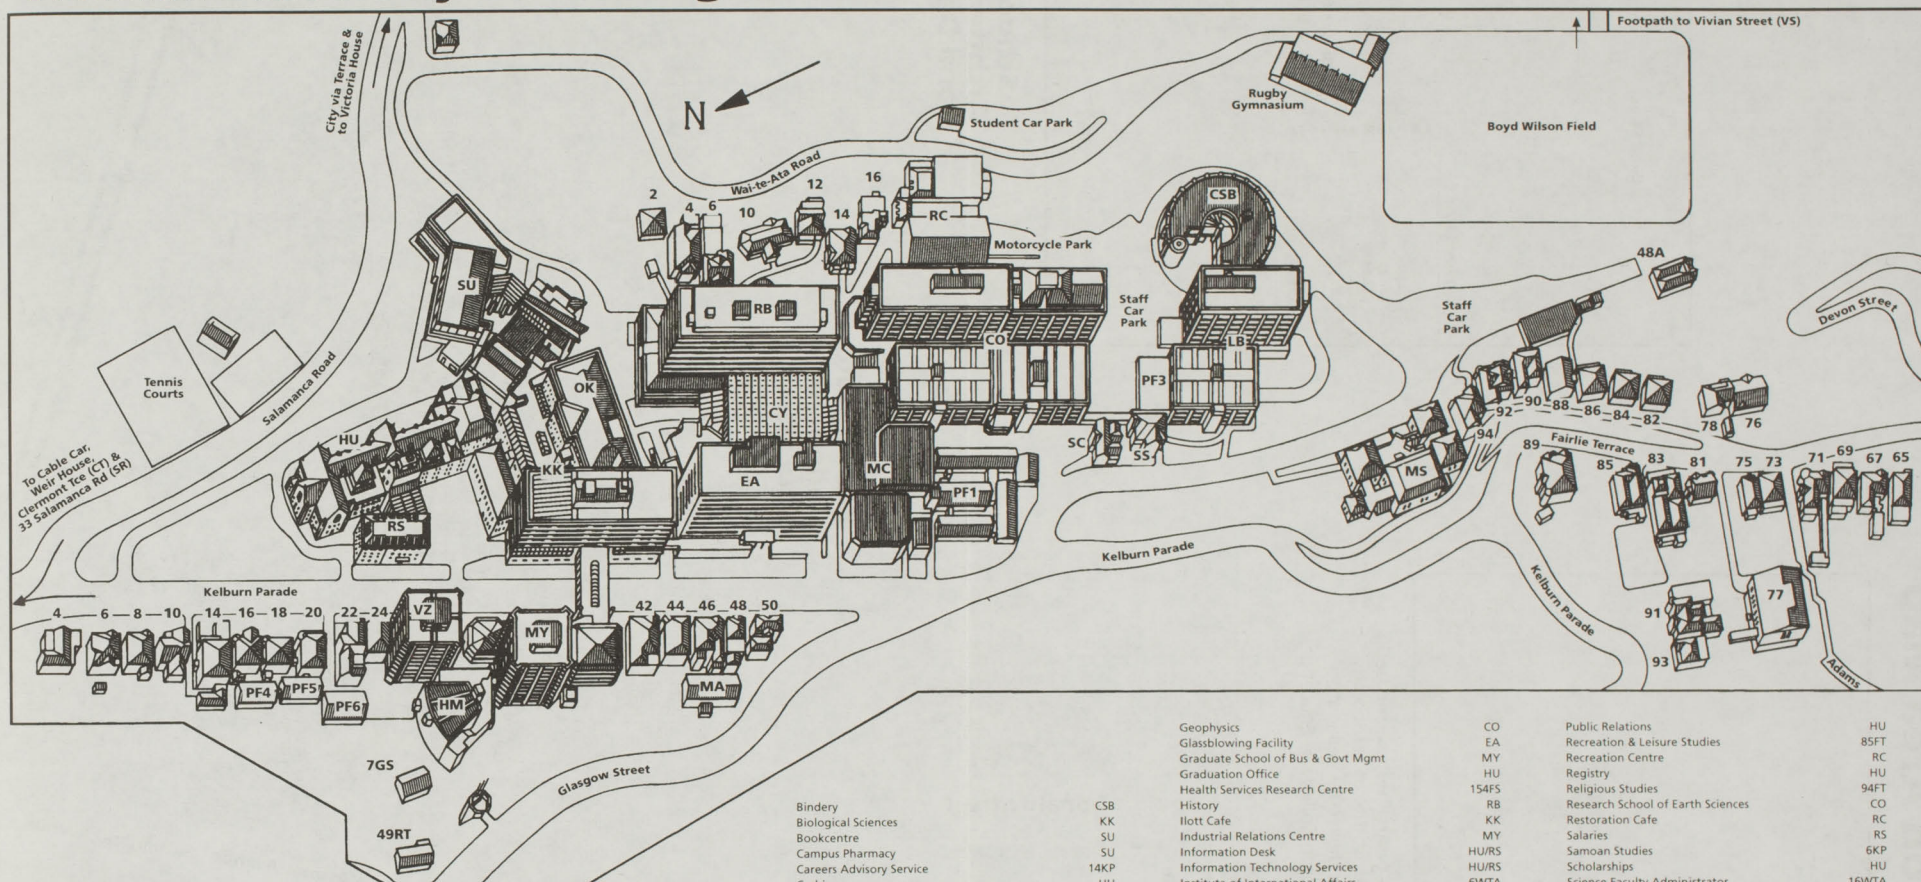 Footpath to Vivian Street (VS)
City via Terrace &
to Victoria House
N
Student Car Park
Rugby
Gymnasium
Boyd Wilson Field
Wai-te-Ata Road
2
4
6
10
12
14
16
RC
Motorcycle Park
CSB
48A
SU
RB
Staff
Car
Park
Staff
Car
Park
Devon Street
CO
LB
Tennis
Courts
Salamanca Road
OK
CY
PF3
92
90
88
86
84
82
78
76
94
To Cable Car,
Weir House,
Clermont Tce (CT) &
33 Salamanca Rd (SR)
HU
KK
EA
MC
SC
SS
PF1
MS
Fairlie Terrace
89
85
83
81
75
73
71
69
67
65
RS
Kelburn Parade
Kelburn Parade
Kelburn Parade
4
6
8
10
14
16
18
20
22
24
VZ
MY
42
44
46
48
50
91
77
93
Adams
PF4
PF5
PF6
HM
MA
7GS
Glasgow Street
49RT
Bindery CSB
Biological Sciences KK
Bookcentre SU
Campus Pharmacy SU
Careers Advisory Service 14KP
HU
Geophysics CO
Glassblowing Facility EA
Graduate School of Bus & Govt Mgmt MY
Graduation Office HU
Health Services Research Centre 154FS
History RB
Ilott Cafe KK
Industrial Relations Centre MY
Information Desk HU/RS
Information Technology Services HU/RS
Institute of International Affairs 6WTA
Public Relations HU
Recreation & Leisure Studies 85FT
Recreation Centre RC
Registry HU
Religious Studies 94FT
Research School of Earth Sciences CO
Restoration Cafe RC
Salaries RS
Samoan Studies 6KP
Scholarships HU
Science Faculty Administrator 16WTA